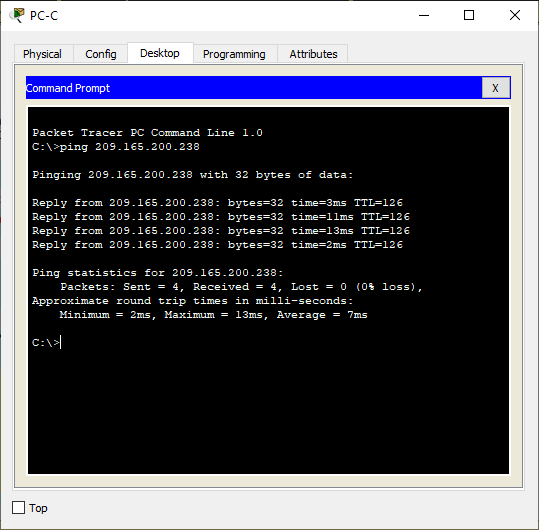 PC-C
Physical Config Desktop Programming Attributes
Command Prompt X
Packet Tracer PC Command Line 1.0
C:\>ping 209.165.200.238
Pinging 209.165.200.238 with 32 bytes of data:
Reply from 209.165.200.238: bytes=32 time=3ms TTL=126
Reply from 209.165.200.238: bytes=32 time=11ms TTL=126
Reply from 209.165.200.238: bytes=32 time=13ms TTL=126
Reply from 209.165.200.238: bytes=32 time=2ms TTL=126
Ping statistics for 209.165.200.238:
    Packets: Sent = 4, Received = 4, Lost = 0 (0% loss),
Approximate round trip times in milli-seconds:
    Minimum = 2ms, Maximum = 13ms, Average = 7ms
C:\>
Top